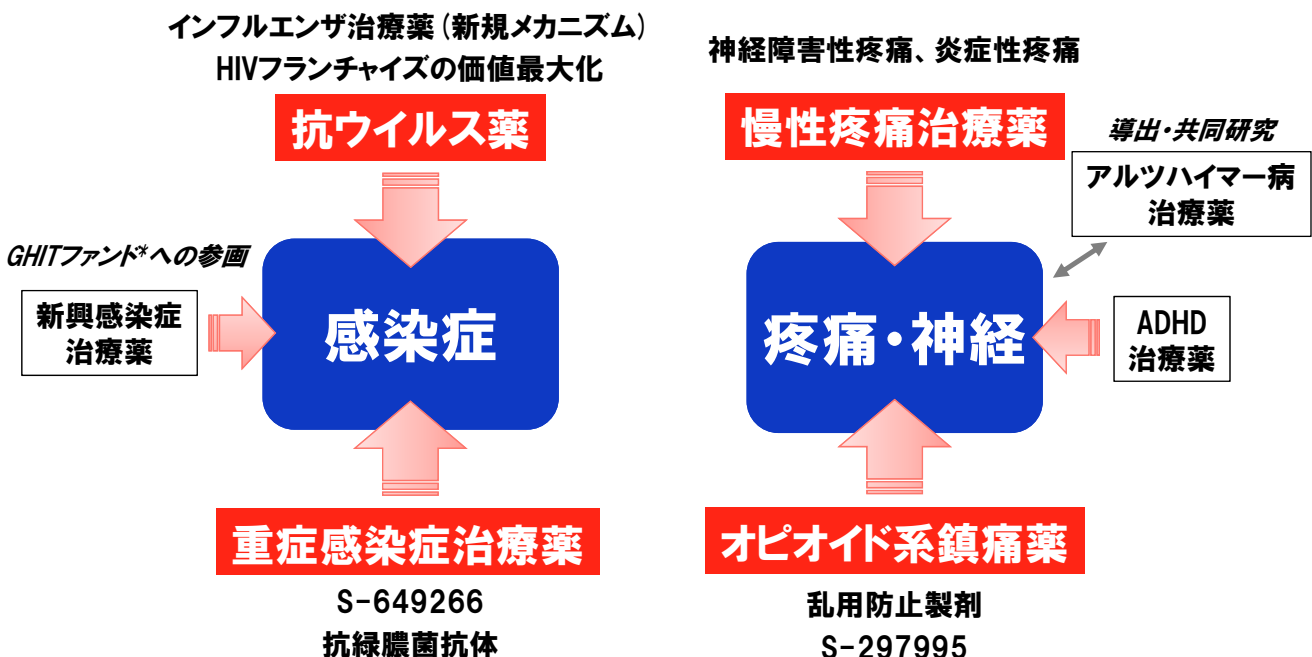 インフルエンザ治療薬(新規メカニズム)
HIVフランチャイズの価値最大化
抗ウイルス薬
GHITファンド*への参画
新興感染症
治療薬
感染症
重症感染症治療薬
S-649266
抗緑膿菌抗体
神経障害性疼痛、炎症性疼痛
慢性疼痛治療薬
導出・共同研究
アルツハイマー病
治療薬
疼痛・神経
ADHD
治療薬
オピオイド系鎮痛薬
乱用防止製剤
S-297995